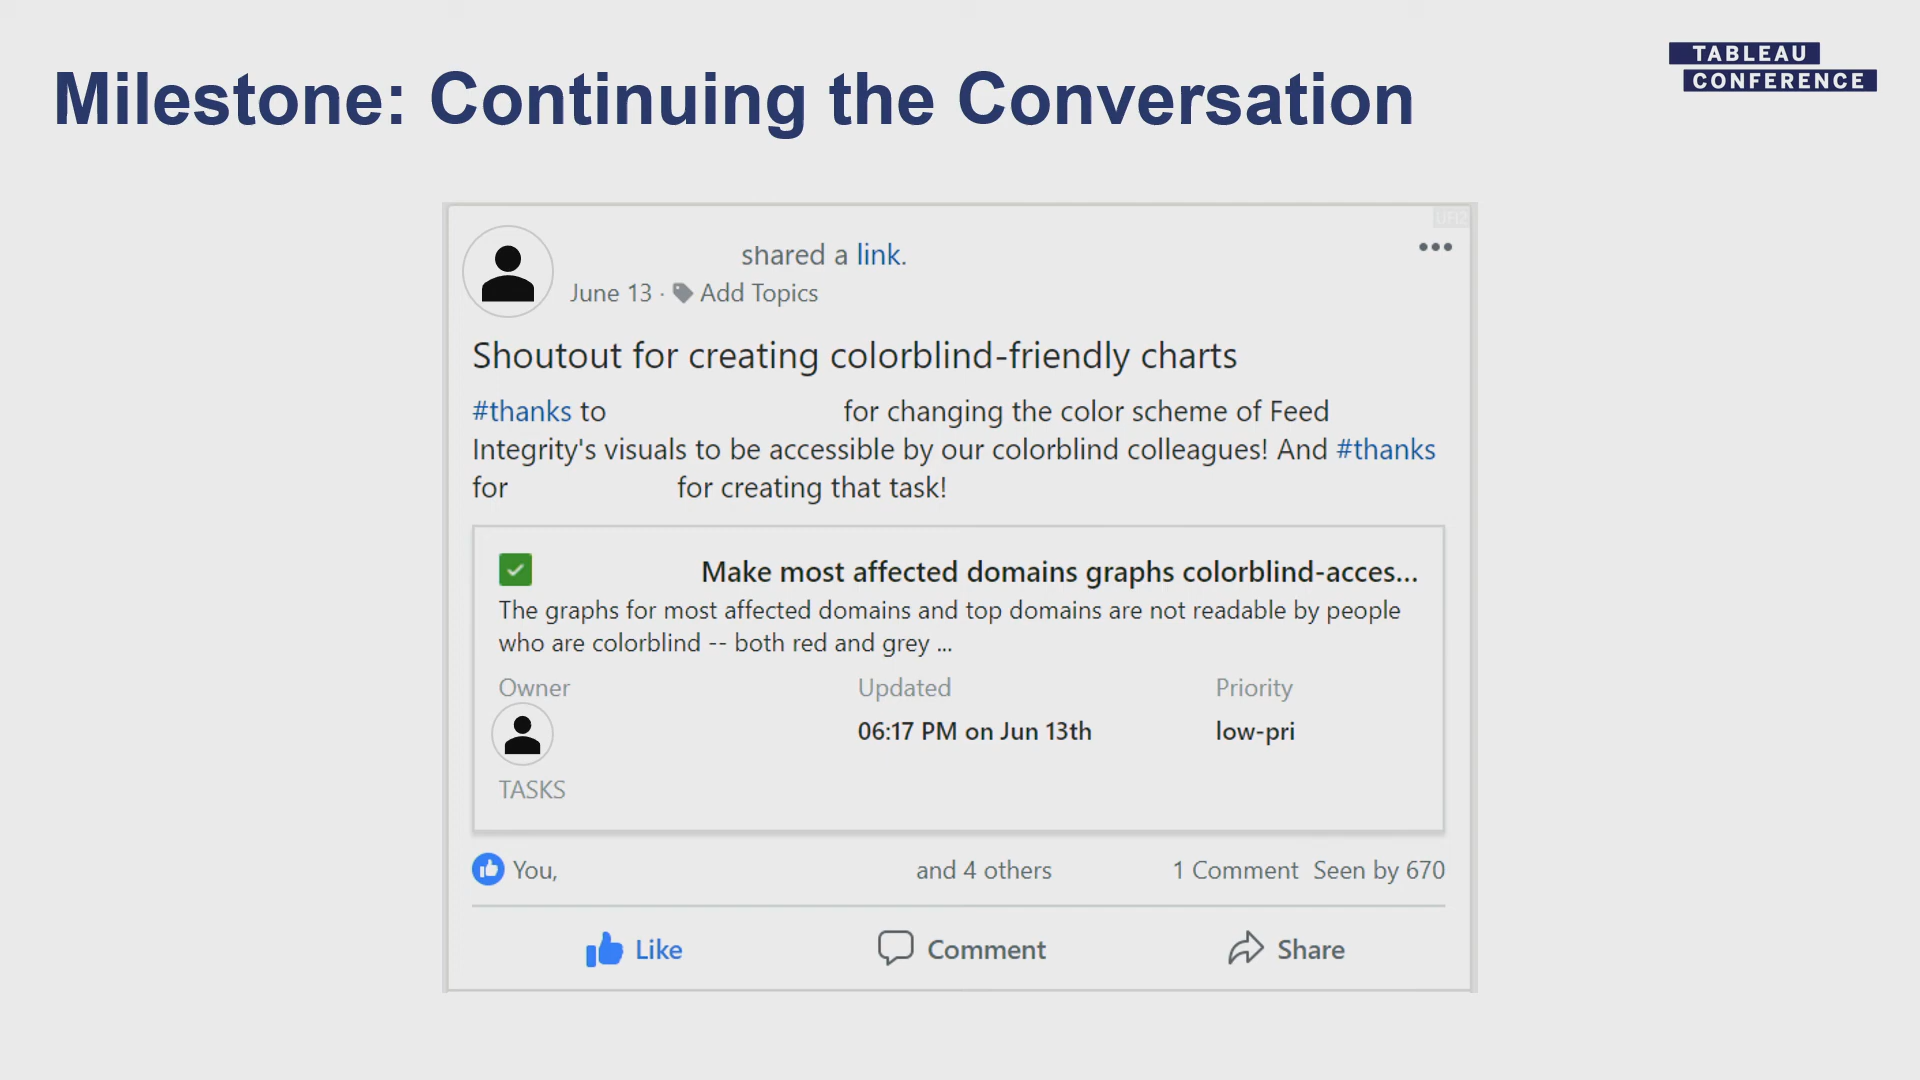 Milestone: Continuing the Conversation
TABLEAU
CONFERENCE
shared a link.
June 13 · Add Topics
Shoutout for creating colorblind-friendly charts
#thanks to for changing the color scheme of Feed
Integrity's visuals to be accessible by our colorblind colleagues! And #thanks
for for creating that task!
Make most affected domains graphs colorblind-acces...
The graphs for most affected domains and top domains are not readable by people
who are colorblind -- both red and grey ...
Owner Updated Priority
06:17 PM on Jun 13th low-pri
TASKS
You, and 4 others 1 Comment Seen by 670
Like Comment Share